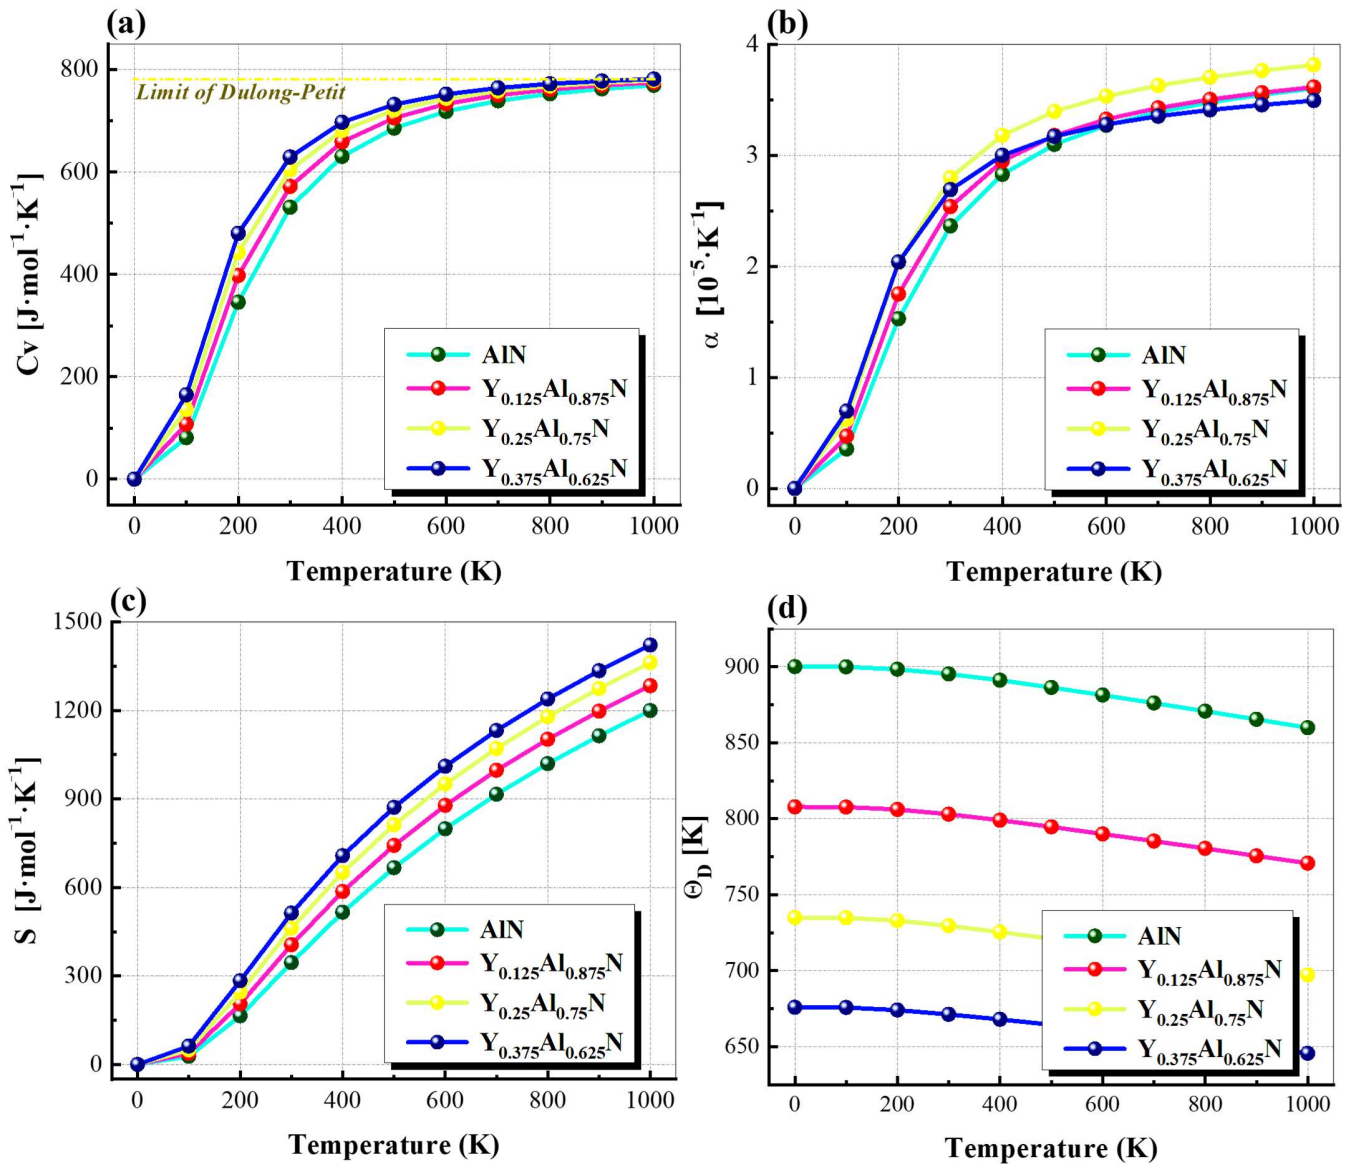 (a)
Cv [J·mol⁻¹·K⁻¹]
800
600
400
200
0
Limit of Dulong-Petit
AlN
Y0.125Al0.875N
Y0.25Al0.75N
Y0.375Al0.625N
0 200 400 600 800 1000
Temperature (K)
(b)
α [10⁻⁵·K⁻¹]
4
3
2
1
0
AlN
Y0.125Al0.875N
Y0.25Al0.75N
Y0.375Al0.625N
0 200 400 600 800 1000
Temperature (K)
(c)
S [J·mol⁻¹·K⁻¹]
1500
1200
900
600
300
0
AlN
Y0.125Al0.875N
Y0.25Al0.75N
Y0.375Al0.625N
0 200 400 600 800 1000
Temperature (K)
(d)
ΘD [K]
900
850
800
750
700
650
AlN
Y0.125Al0.875N
Y0.25Al0.75N
Y0.375Al0.625N
0 200 400 600 800 1000
Temperature (K)